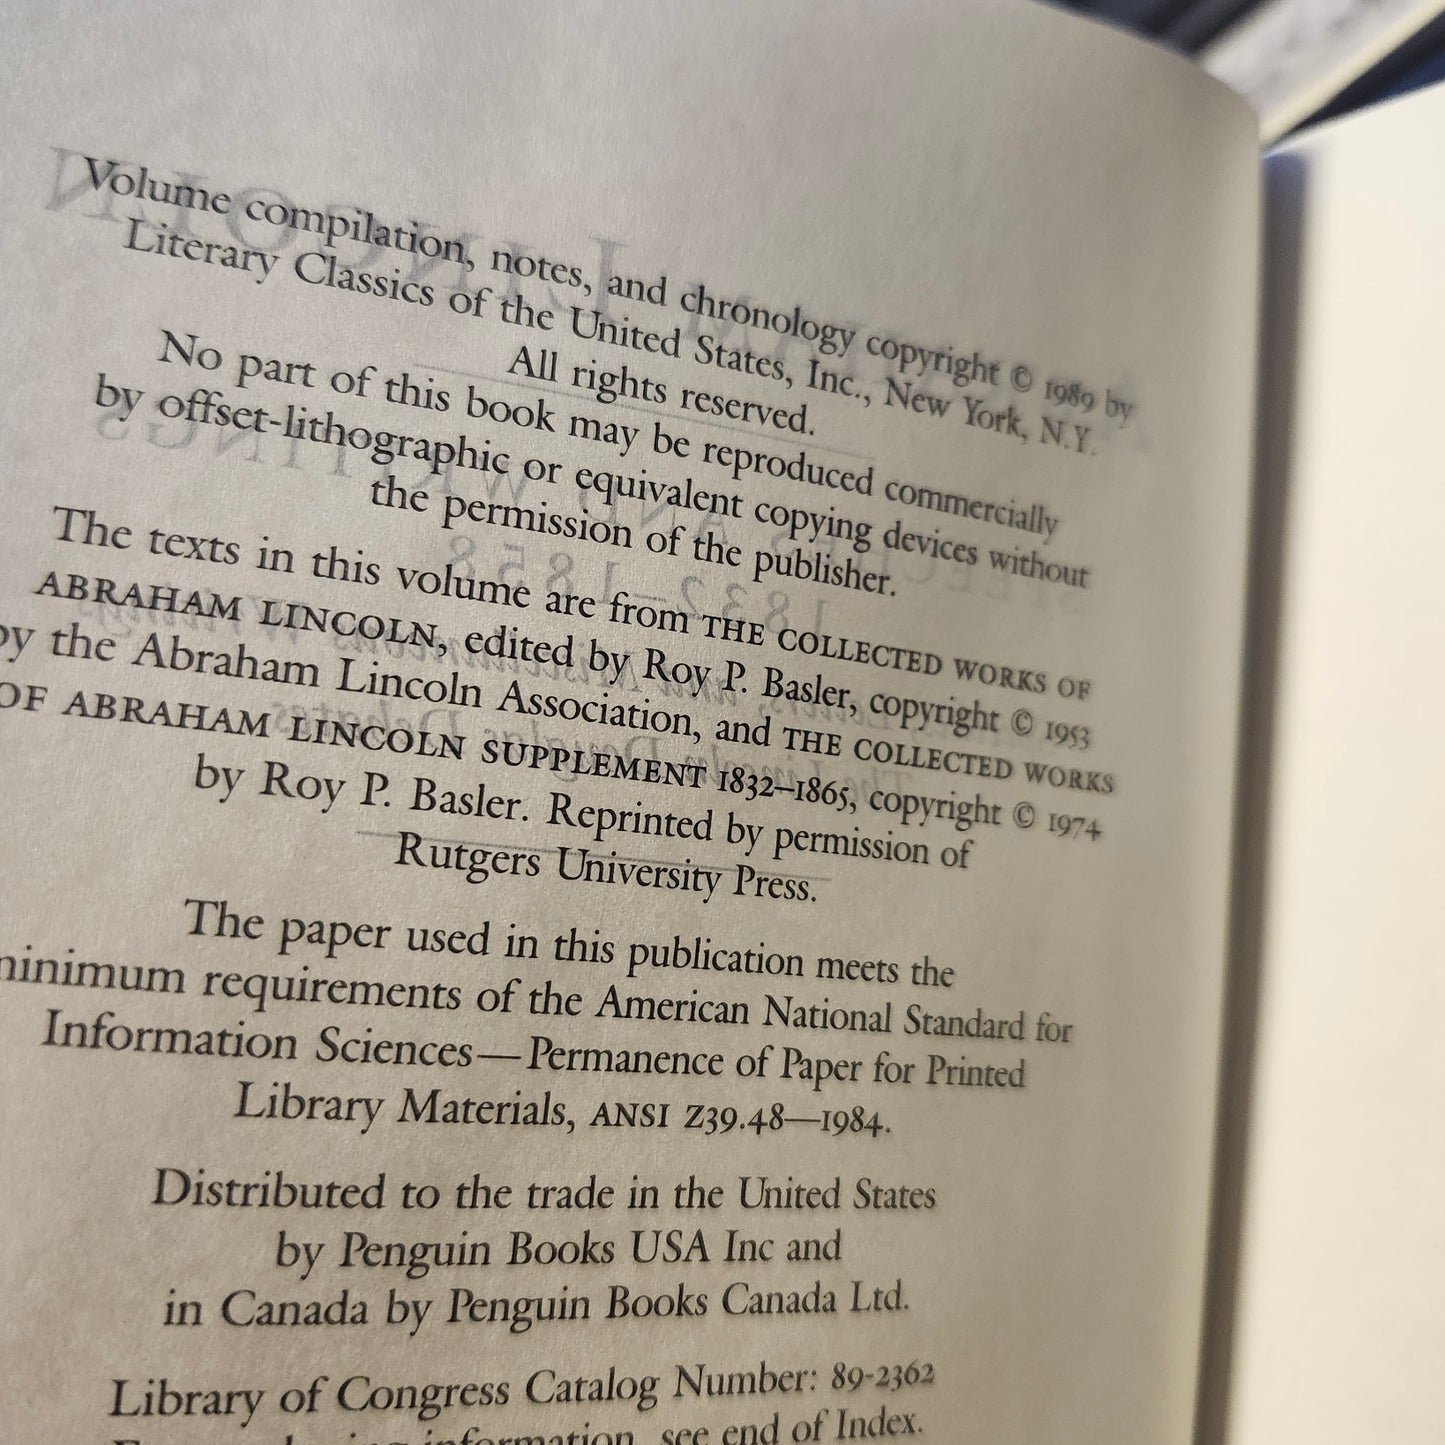 Volume compilation, notes, and chronology copyright © 1989 by
Literary Classics of the United States, Inc., New York, N.Y.
All rights reserved.
No part of this book may be reproduced commercially
by offset-lithographic or equivalent copying devices without
the permission of the publisher.
The texts in this volume are from THE COLLECTED WORKS OF
ABRAHAM LINCOLN, edited by Roy P. Basler, copyright © 1953
by the Abraham Lincoln Association, and THE COLLECTED WORKS
OF ABRAHAM LINCOLN SUPPLEMENT 1832–1865, copyright © 1974
by Roy P. Basler. Reprinted by permission of
Rutgers University Press.
The paper used in this publication meets the
minimum requirements of the American National Standard for
Information Sciences—Permanence of Paper for Printed
Library Materials, ANSI Z39.48—1984.
Distributed to the trade in the United States
by Penguin Books USA Inc and
in Canada by Penguin Books Canada Ltd.
Library of Congress Catalog Number: 89-2362
information, see end of Index.